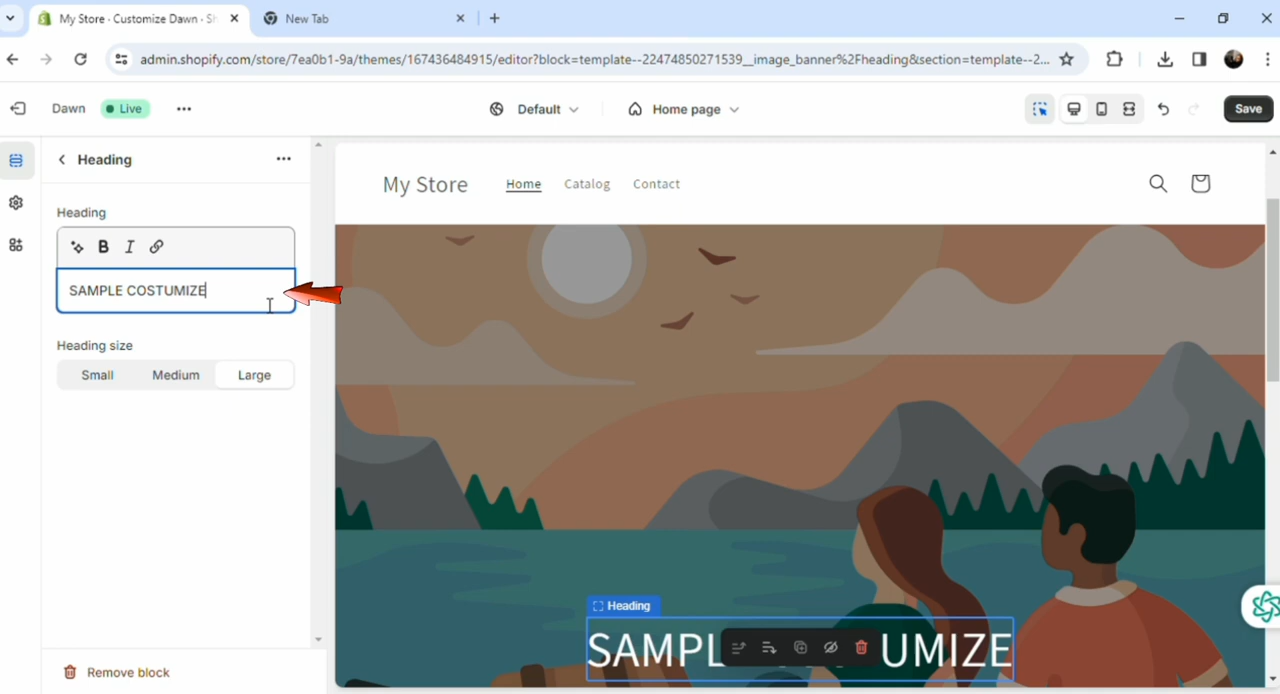 My Store · Customize Dawn · Sh
New Tab
admin.shopify.com/store/7ea0b1-9a/themes/167436484915/editor?block=template--22474850271539__image_banner%2Fheading&section=template--2...
Dawn
Live
Default
Home page
Save
Heading
Heading
B I
SAMPLE COSTUMIZE
Heading size
Small Medium Large
Remove block
My Store
Home Catalog Contact
Heading
SAMPL UMIZE